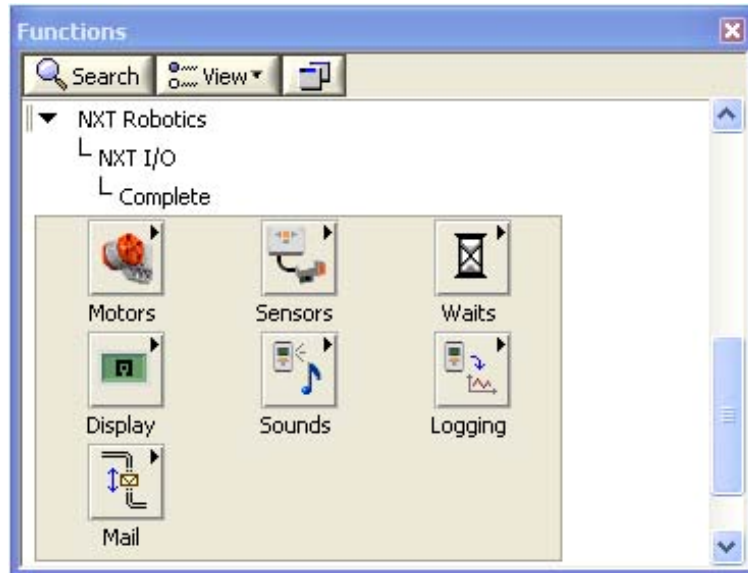 Functions
Search View
NXT Robotics
NXT I/O
Complete
Motors Sensors Waits
Display Sounds Logging
Mail